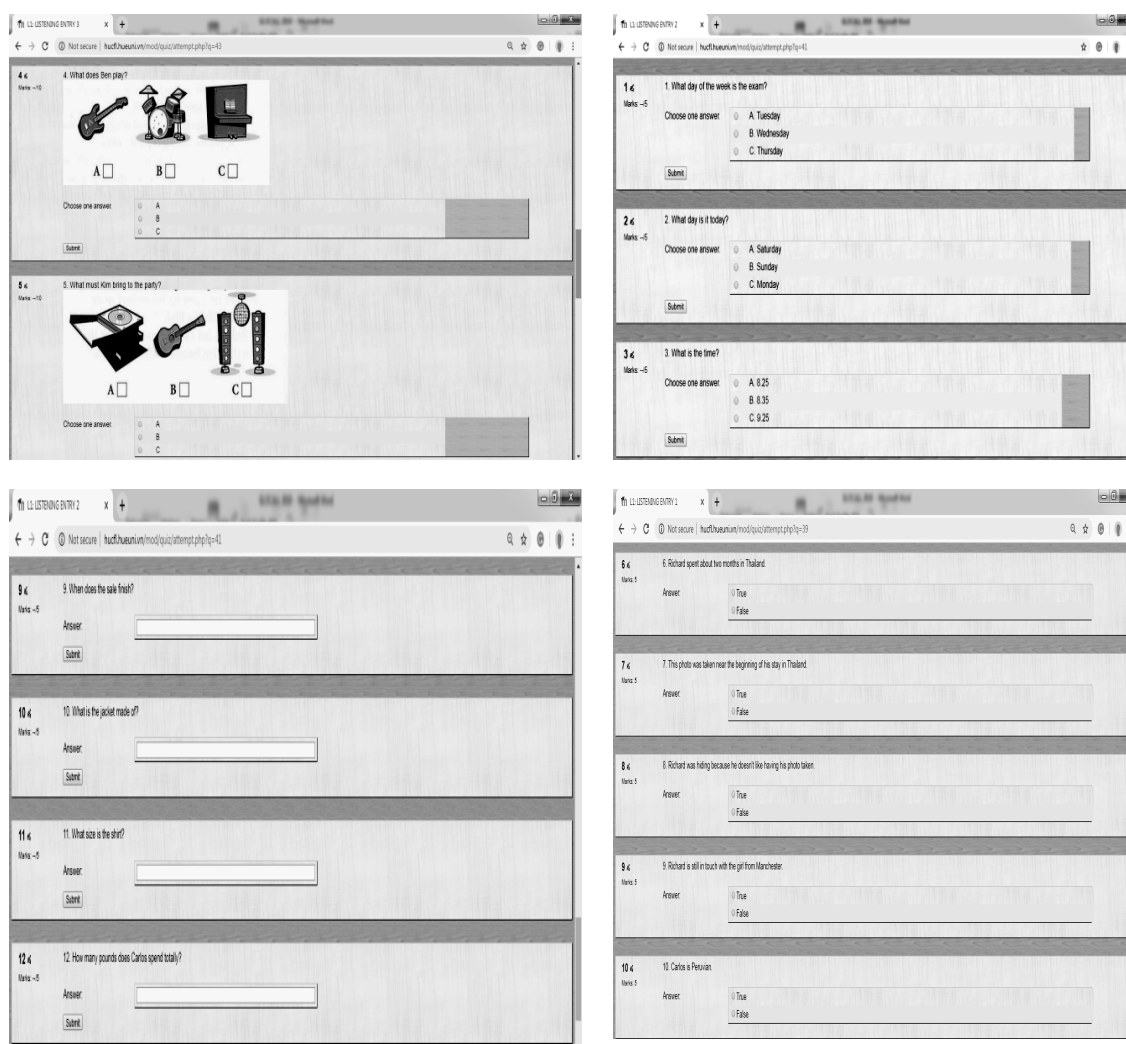 L1: LISTENING ENTRY 3
Not secure | hucfl.hueuni.vn/mod/quiz/attempt.php?q=43
4
Marks: --/10
4. What does Ben play?
A B C
Choose one answer.
A
B
C
Submit
5
Marks: --/10
5. What must Kim bring to the party?
A B C
Choose one answer.
A
B
C
L1: LISTENING ENTRY 2
Not secure | hucfl.hueuni.vn/mod/quiz/attempt.php?q=41
1
Marks: --/5
1. What day of the week is the exam?
Choose one answer.
A. Tuesday
B. Wednesday
C. Thursday
Submit
2
Marks: --/5
2. What day is it today?
Choose one answer.
A. Saturday
B. Sunday
C. Monday
Submit
3
Marks: --/5
3. What is the time?
Choose one answer.
A. 8.25
B. 8.35
C. 9.25
Submit
L1: LISTENING ENTRY 2
Not secure | hucfl.hueuni.vn/mod/quiz/attempt.php?q=41
9
Marks: --/5
9. When does the sale finish?
Answer:
Submit
10
Marks: --/5
10. What is the jacket made of?
Answer:
Submit
11
Marks: --/5
11. What size is the shirt?
Answer:
Submit
12
Marks: --/5
12. How many pounds does Carlos spend totally?
Answer:
Submit
L1: LISTENING ENTRY 1
Not secure | hucfl.hueuni.vn/mod/quiz/attempt.php?q=39
6
Marks: 5
6. Richard spent about two months in Thailand.
Answer:
True
False
7
Marks: 5
7. This photo was taken near the beginning of his stay in Thailand.
Answer:
True
False
8
Marks: 5
8. Richard was hiding because he doesn't like having his photo taken.
Answer:
True
False
9
Marks: 5
9. Richard is still in touch with the girl from Manchester.
Answer:
True
False
10
Marks: 5
10. Carlos is Peruvian.
Answer:
True
False